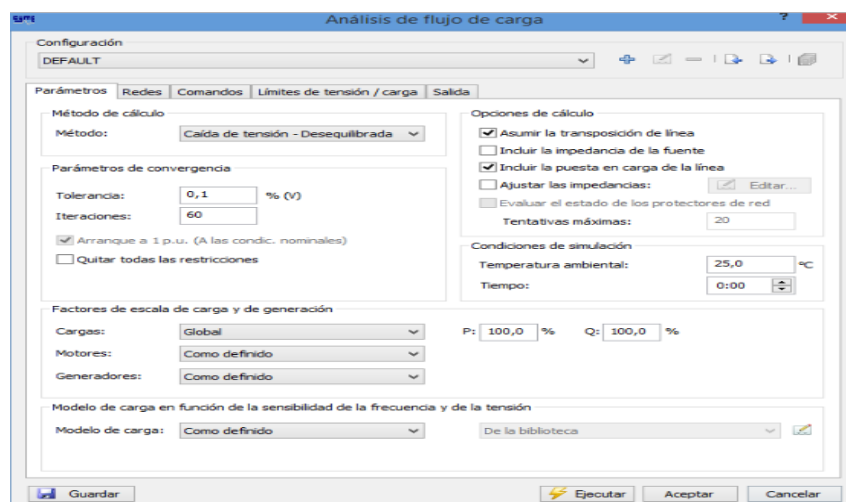 Análisis de flujo de carga
?
Configuración
DEFAULT
Parámetros Redes Comandos Límites de tensión / carga Salida
Método de cálculo
Método: Caída de tensión - Desequilibrada
Parámetros de convergencia
Tolerancia: 0,1 % (V)
Iteraciones: 60
Arranque a 1 p.u. (A las condic. nominales)
Quitar todas las restricciones
Opciones de cálculo
Asumir la transposición de línea
Incluir la impedancia de la fuente
Incluir la puesta en carga de la línea
Ajustar las impedancias: Editar...
Evaluar el estado de los protectores de red
Tentativas máximas: 20
Condiciones de simulación
Temperatura ambiental: 25,0 ºC
Tiempo: 0:00
Factores de escala de carga y de generación
Cargas: Global P: 100,0 % Q: 100,0 %
Motores: Como definido
Generadores: Como definido
Modelo de carga en función de la sensibilidad de la frecuencia y de la tensión
Modelo de carga: Como definido De la biblioteca
Guardar Ejecutar Aceptar Cancelar